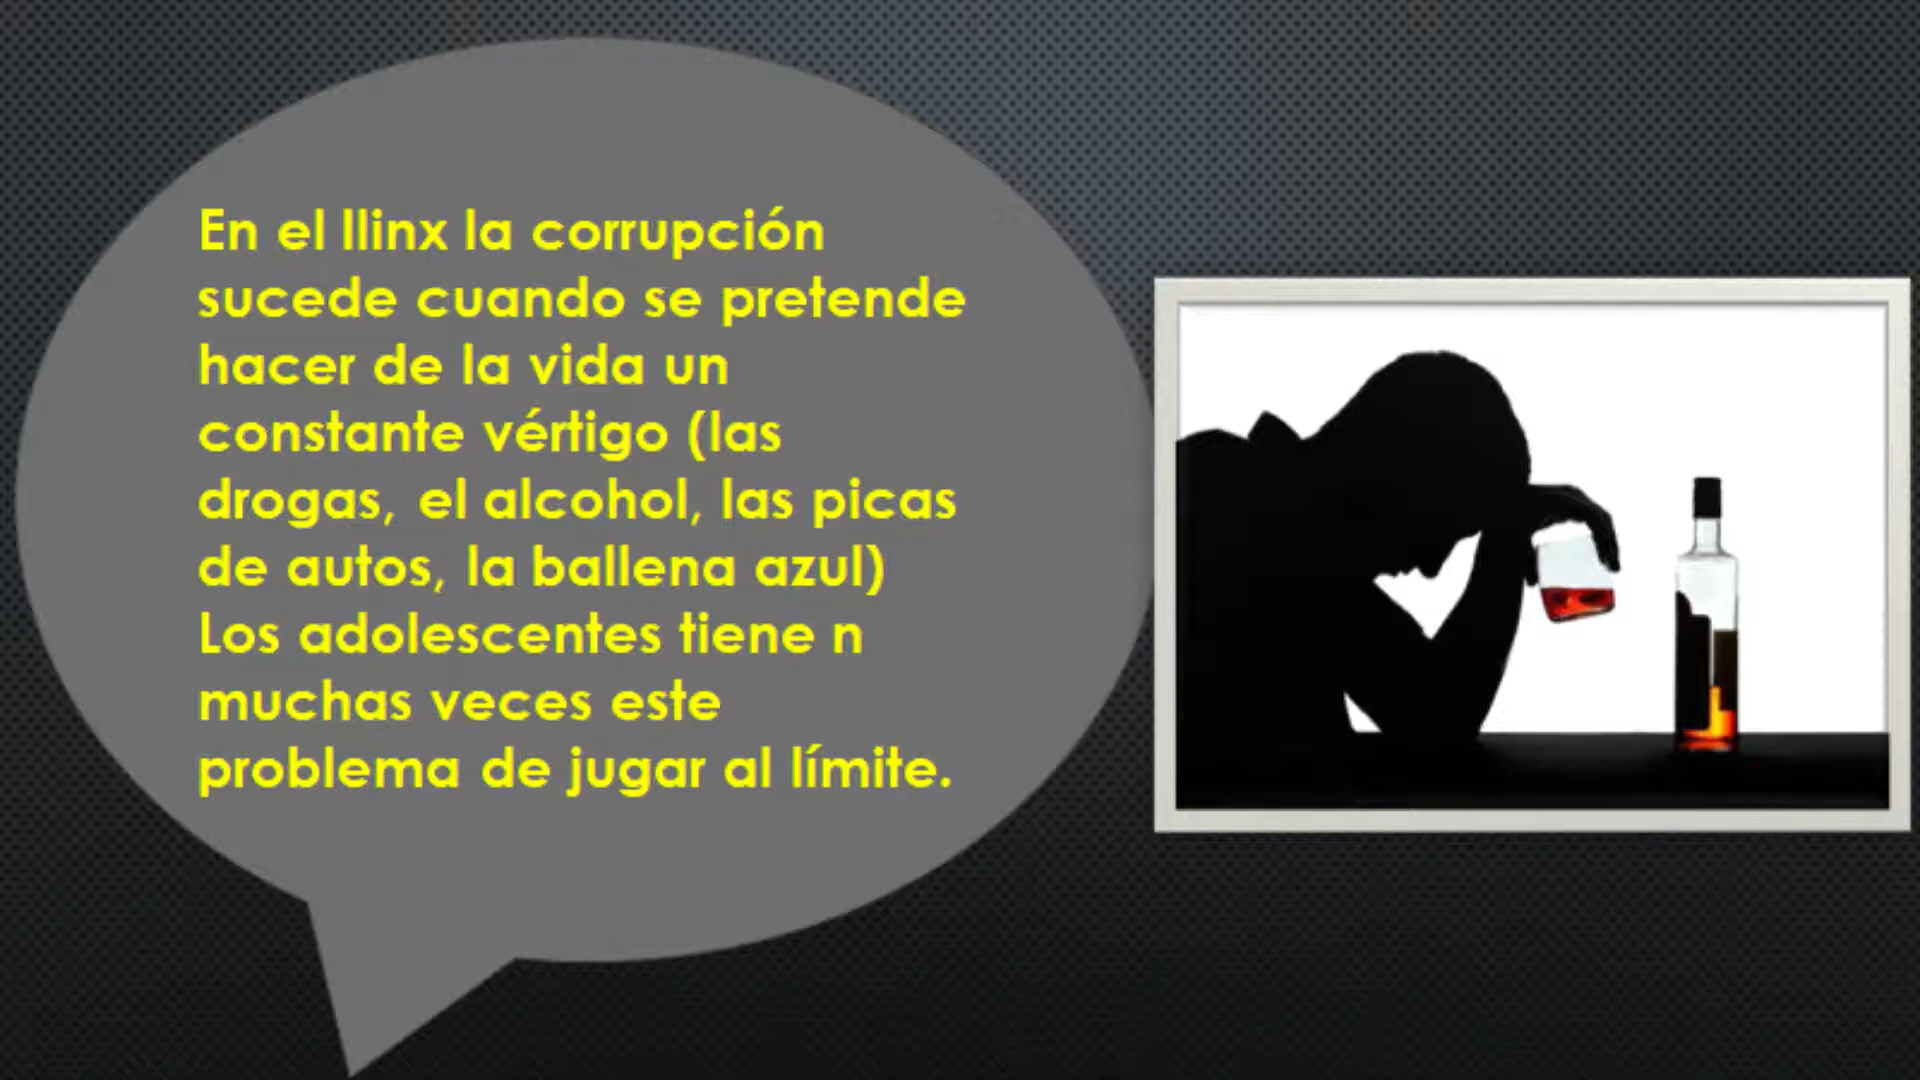 En el Ilinx la corrupción
sucede cuando se pretende
hacer de la vida un
constante vértigo (las
drogas, el alcohol, las picas
de autos, la ballena azul)
Los adolescentes tiene n
muchas veces este
problema de jugar al límite.